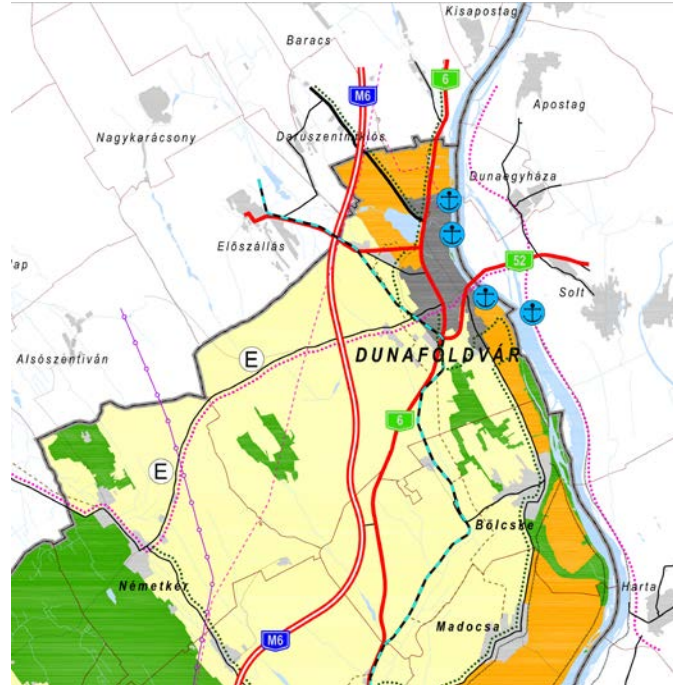 Kisapostag
Baracs
6
M6
Apostag
Nagykarácsony
Daruszentmiklós
Dunaegyháza
Előszállás
52
Solt
Alsószentiván
E
DUNAFÖLDVÁR
6
E
Bölcske
Németkér
Harta
Madocsa
M6